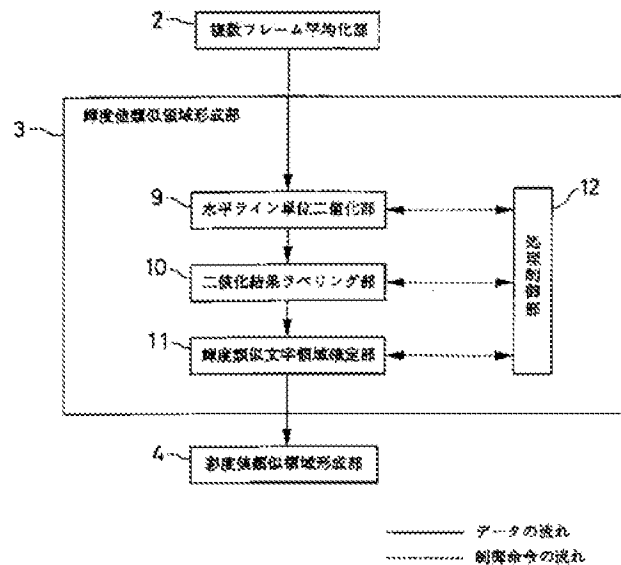 2
複数フレーム平均化部
3
輝度値類似領域形成部
9
水平ライン単位二値化部
12
10
二値化結果ラベリング部
11
輝度類似文字領域確定部
4
彩度値類似領域形成部
データの流れ
制御命令の流れ